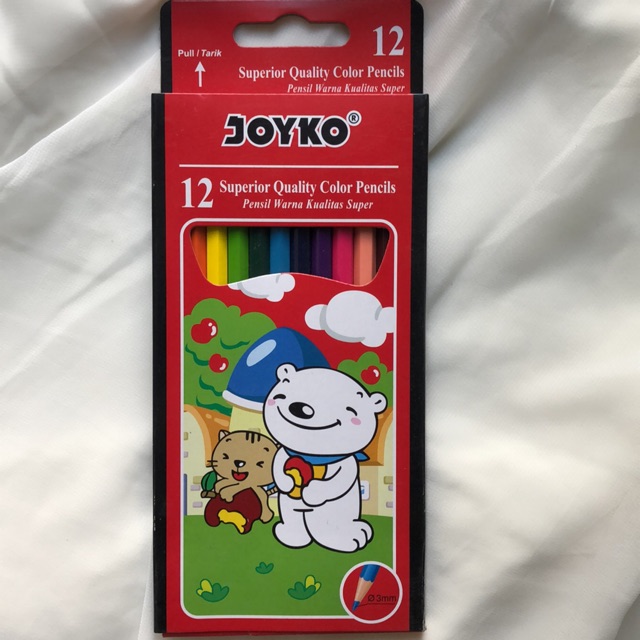 Pull / Tarik
12
Superior Quality Color Pencils
Pensil Warna Kualitas Super
JOYKO®
12 Superior Quality Color Pencils
Pensil Warna Kualitas Super
Ø 3mm